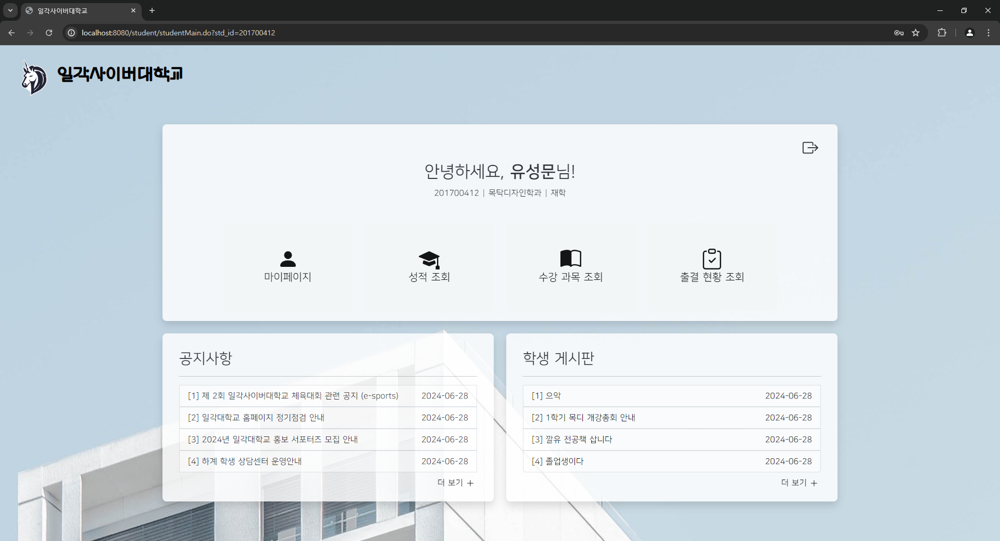 일각사이버대학교
localhost:8080/student/studentMain.do?std_id=201700412
일각사이버대학교
안녕하세요, 유성문님!
201700412 | 목탁디자인학과 | 재학
마이페이지
성적 조회
수강 과목 조회
출결 현황 조회
공지사항
[1] 제 2회 일각사이버대학교 체육대회 관련 공지 (e-sports) 2024-06-28
[2] 일각대학교 홈페이지 정기점검 안내 2024-06-28
[3] 2024년 일각대학교 홍보 서포터즈 모집 안내 2024-06-28
[4] 하계 학생 상담센터 운영안내 2024-06-28
더 보기 +
학생 게시판
[1] 으악 2024-06-28
[2] 1학기 목디 개강총회 안내 2024-06-28
[3] 깔유 전공책 삽니다 2024-06-28
[4] 졸업생이다 2024-06-28
더 보기 +